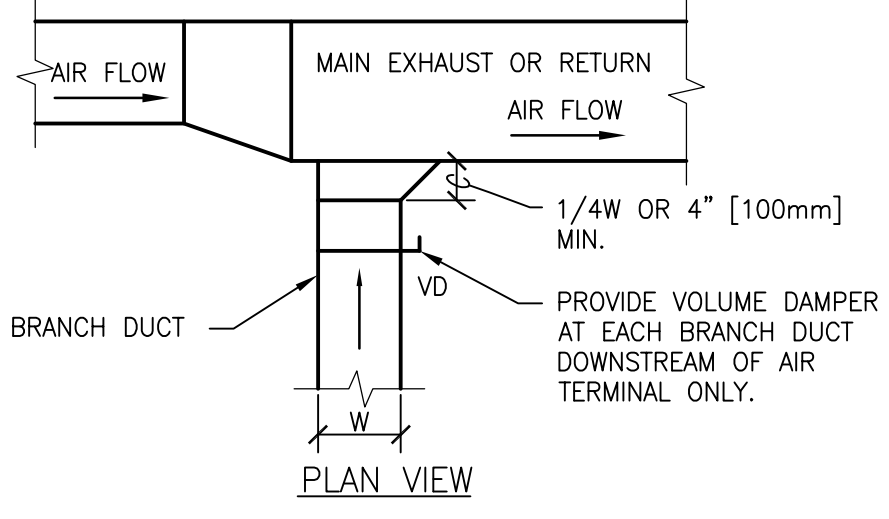 AIR FLOW
MAIN EXHAUST OR RETURN
AIR FLOW
1/4W OR 4” [100mm]
MIN.
VD
PROVIDE VOLUME DAMPER
AT EACH BRANCH DUCT
DOWNSTREAM OF AIR
TERMINAL ONLY.
BRANCH DUCT
W
PLAN VIEW